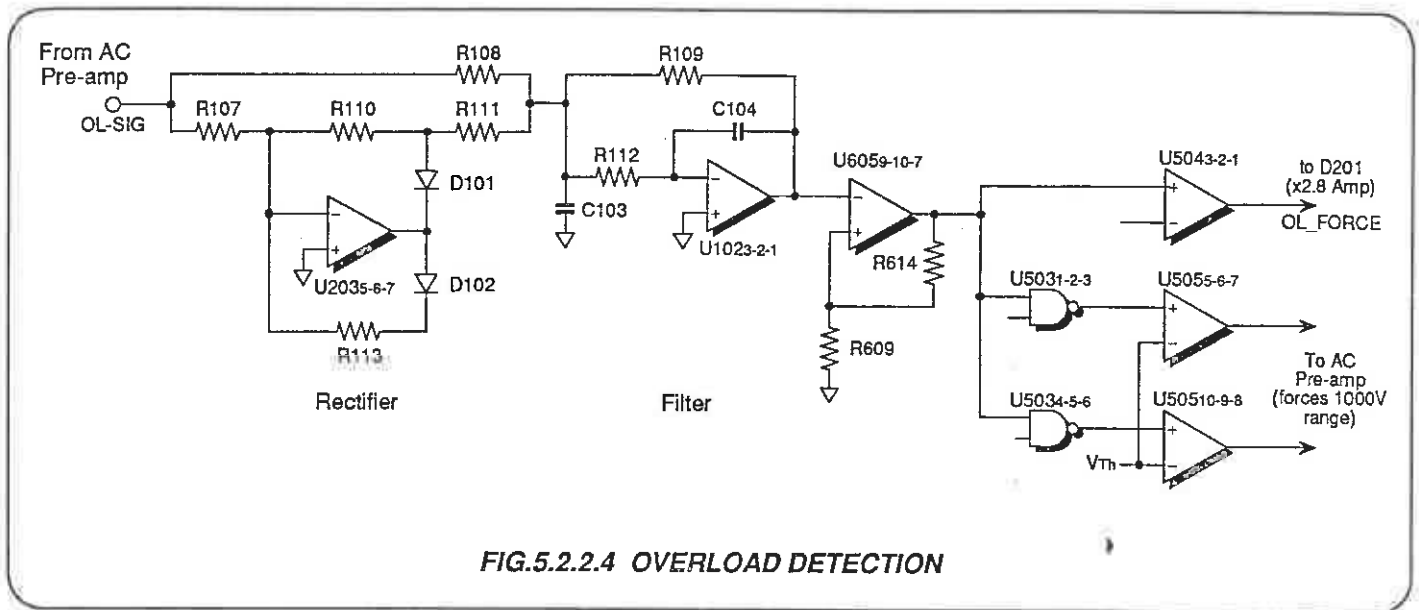 From AC
Pre-amp
OL-SIG
R107
R108
R110
R111
D101
U2035-6-7
D102
R113
Rectifier
R109
C104
R112
C103
U1023-2-1
Filter
U6059-10-7
R614
R609
U5043-2-1
to D201
(x2.8 Amp)
OL_FORCE
U5031-2-3
U5055-6-7
To AC
Pre-amp
(forces 1000V
range)
U5034-5-6
U50510-9-8
VTh
FIG.5.2.2.4 OVERLOAD DETECTION